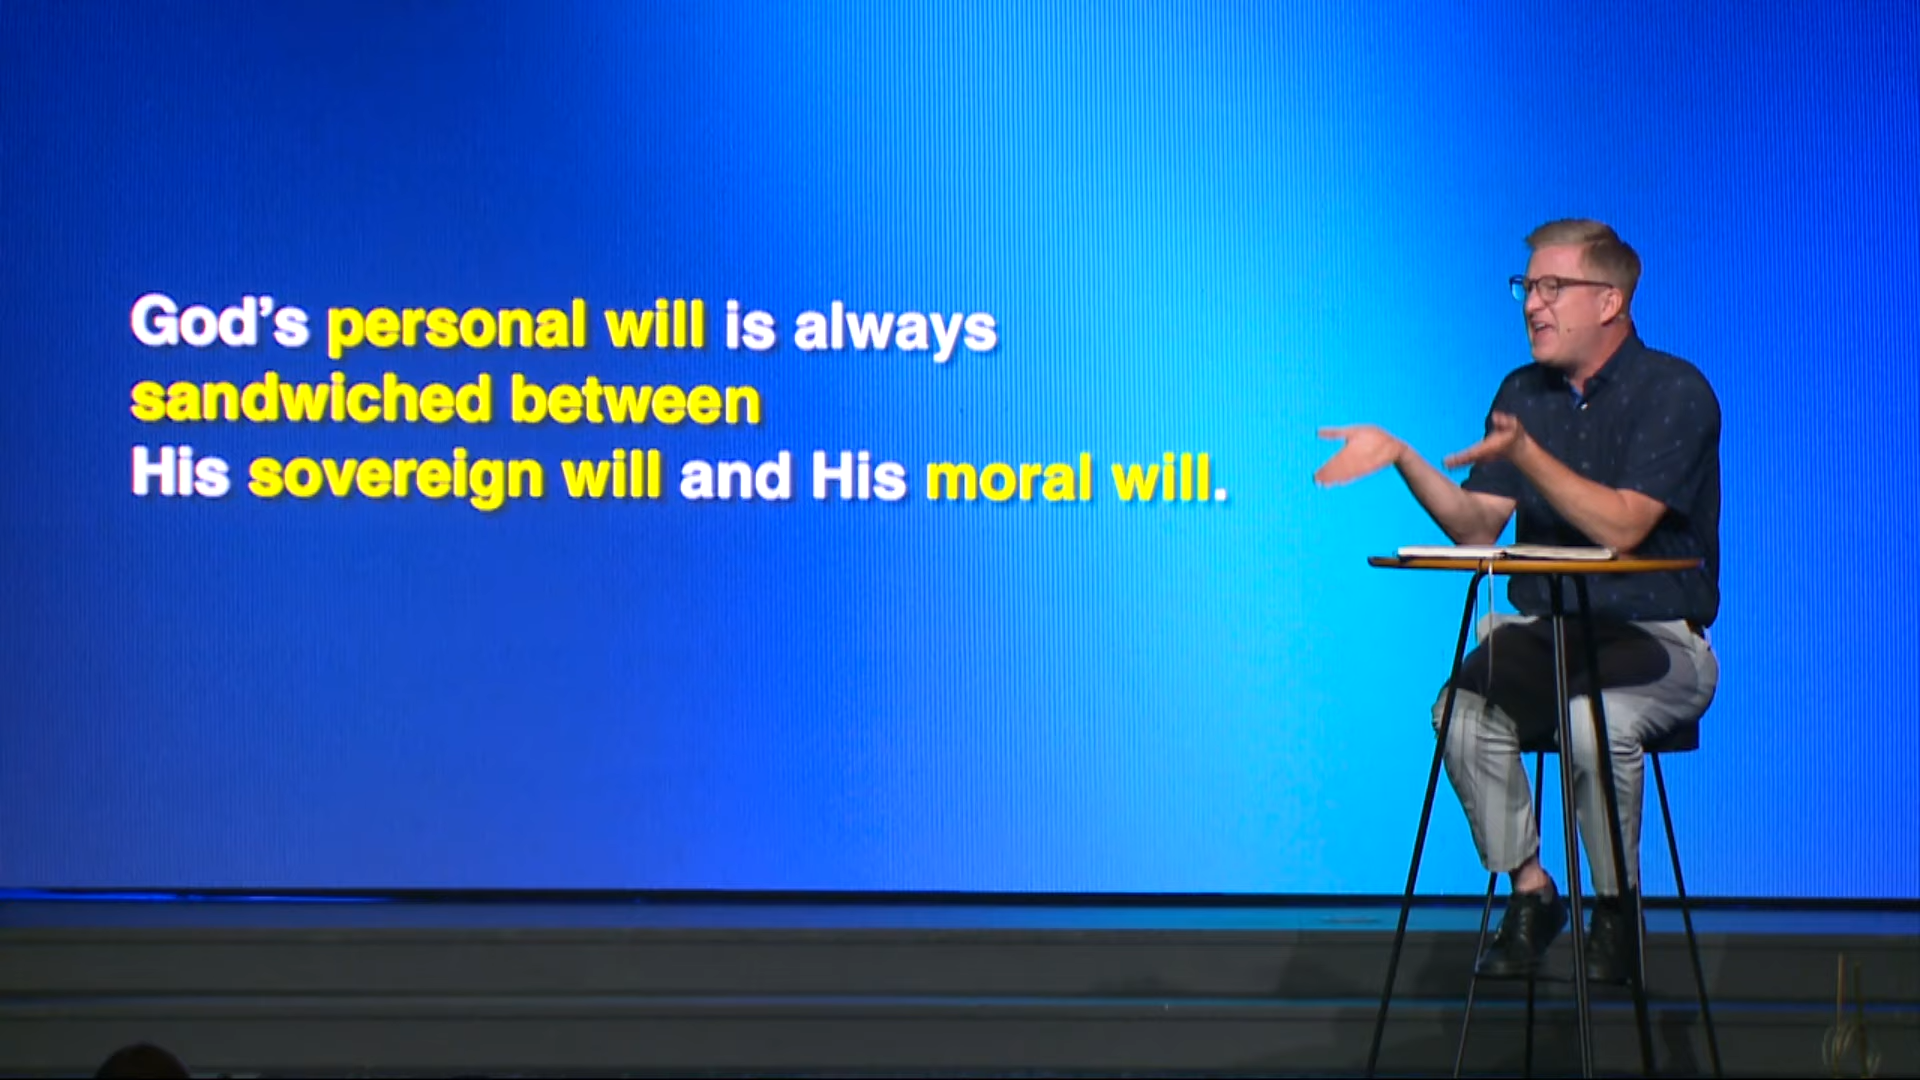 God’s personal will is always
sandwiched between
His sovereign will and His moral will.